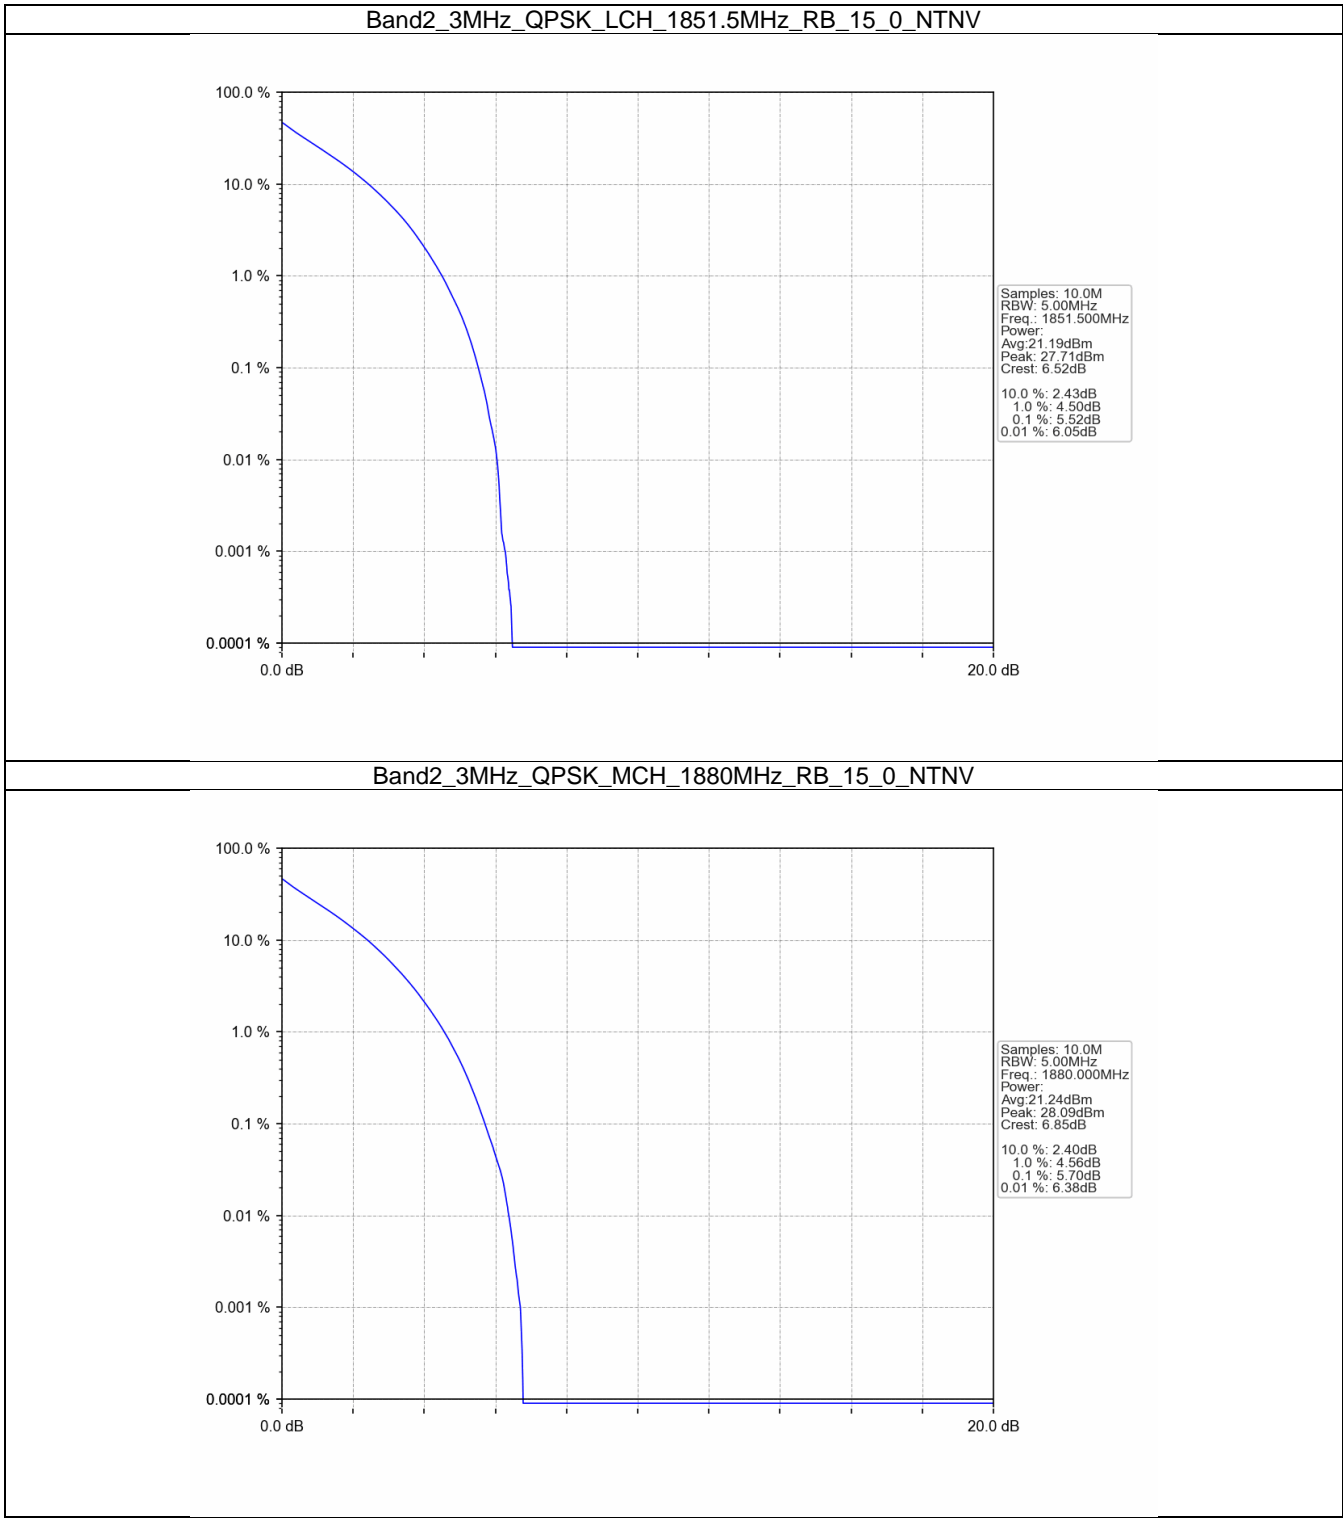 Band2_3MHz_QPSK_LCH_1851.5MHz_RB_15_0_NTNV
100.0 %
10.0 %
1.0 %
0.1 %
0.01 %
0.001 %
0.0001 %
0.0 dB
20.0 dB
Samples: 10.0M
RBW: 5.00MHz
Freq.: 1851.500MHz
Power:
Avg:21.19dBm
Peak: 27.71dBm
Crest: 6.52dB
10.0 %: 2.43dB
1.0 %: 4.50dB
0.1 %: 5.52dB
0.01 %: 6.05dB
Band2_3MHz_QPSK_MCH_1880MHz_RB_15_0_NTNV
100.0 %
10.0 %
1.0 %
0.1 %
0.01 %
0.001 %
0.0001 %
0.0 dB
20.0 dB
Samples: 10.0M
RBW: 5.00MHz
Freq.: 1880.000MHz
Power:
Avg:21.24dBm
Peak: 28.09dBm
Crest: 6.85dB
10.0 %: 2.40dB
1.0 %: 4.56dB
0.1 %: 5.70dB
0.01 %: 6.38dB